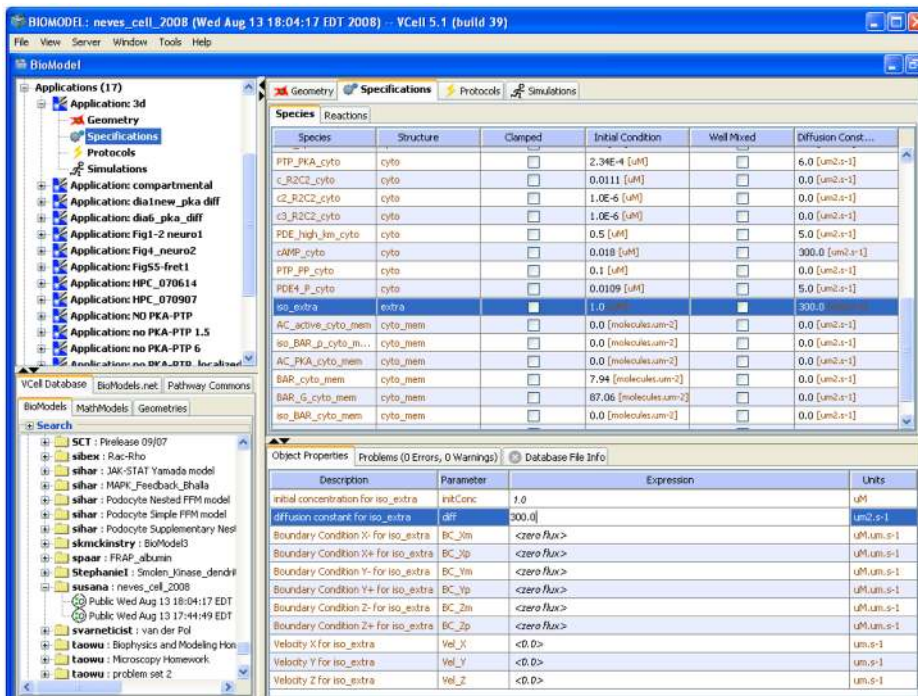 BIOMODEL: neves_cell_2008 (Wed Aug 13 18:04:17 EDT 2008) -- VCell 5.1 (build 39)
File View Server Window Tools Help
BioModel
Applications (17)
Application: 3d
Geometry
Specifications
Protocols
Simulations
Application: compartmental
Application: dia1new_pka diff
Application: dia6_pka_diff
Application: Fig1-2 neuro1
Application: Fig4_neuro2
Application: FigS5-fret1
Application: HPC_070614
Application: HPC_070907
Application: NO PKA-PTP
Application: no PKA-PTP 1.5
Application: no PKA-PTP 6
Application: no PKA-PTP localized
VCell Database BioModels.net Pathway Commons
BioModels MathModels Geometries
Search
SCT : Pirelease 09/07
sibex : Rac-Rho
sihar : JAK-STAT Yamada model
sihar : MAPK_Feedback_Bhalla
sihar : Podocyte Nested FFM model
sihar : Podocyte Simple FFM model
sihar : Podocyte Supplementary Nest
skmckinstry : BioModel3
spaar : FRAP_albumin
StephanieI : Smolen_Kinase_dendri
susana : neves_cell_2008
Public Wed Aug 13 18:04:17 EDT
Public Wed Aug 13 17:44:49 EDT
svarneticist : van der Pol
taowu : Biophysics and Modeling Hon
taowu : Microscopy Homework
taowu : problem set 2
Geometry Specifications Protocols Simulations
Species Reactions
Species Structure Clamped Initial Condition Well Mixed Diffusion Const...
PTP_PKA_cyto cyto 2.34E-4 [uM] 6.0 [um2.s-1]
c_R2C2_cyto cyto 0.0111 [uM] 0.0 [um2.s-1]
c2_R2C2_cyto cyto 1.0E-6 [uM] 0.0 [um2.s-1]
c3_R2C2_cyto cyto 1.0E-6 [uM] 0.0 [um2.s-1]
PDE_high_km_cyto cyto 0.5 [uM] 5.0 [um2.s-1]
cAMP_cyto cyto 0.018 [uM] 300.0 [um2.s-1]
PTP_PP_cyto cyto 0.1 [uM] 0.0 [um2.s-1]
PDE4_P_cyto cyto 0.0109 [uM] 5.0 [um2.s-1]
iso_extra extra 1.0 300.0
AC_active_cyto_mem cyto_mem 0.0 [molecules.um-2] 0.0 [um2.s-1]
iso_BAR_p_cyto_m... cyto_mem 0.0 [molecules.um-2] 0.0 [um2.s-1]
AC_PKA_cyto_mem cyto_mem 0.0 [molecules.um-2] 0.0 [um2.s-1]
BAR_cyto_mem cyto_mem 7.94 [molecules.um-2] 0.0 [um2.s-1]
BAR_G_cyto_mem cyto_mem 87.06 [molecules.um-2] 0.0 [um2.s-1]
iso_BAR_cyto_mem cyto_mem 0.0 [molecules.um-2] 0.0 [um2.s-1]
Object Properties Problems (0 Errors, 0 Warnings) Database File Info
Description Parameter Expression Units
initial concentration for iso_extra initConc 1.0 uM
diffusion constant for iso_extra diff 300.0 um2.s-1
Boundary Condition X- for iso_extra BC_Xm <zero flux> uM.um.s-1
Boundary Condition X+ for iso_extra BC_Xp <zero flux> uM.um.s-1
Boundary Condition Y- for iso_extra BC_Ym <zero flux> uM.um.s-1
Boundary Condition Y+ for iso_extra BC_Yp <zero flux> uM.um.s-1
Boundary Condition Z- for iso_extra BC_Zm <zero flux> uM.um.s-1
Boundary Condition Z+ for iso_extra BC_Zp <zero flux> uM.um.s-1
Velocity X for iso_extra Vel_X <0.0> um.s-1
Velocity Y for iso_extra Vel_Y <0.0> um.s-1
Velocity Z for iso_extra Vel_Z <0.0> um.s-1